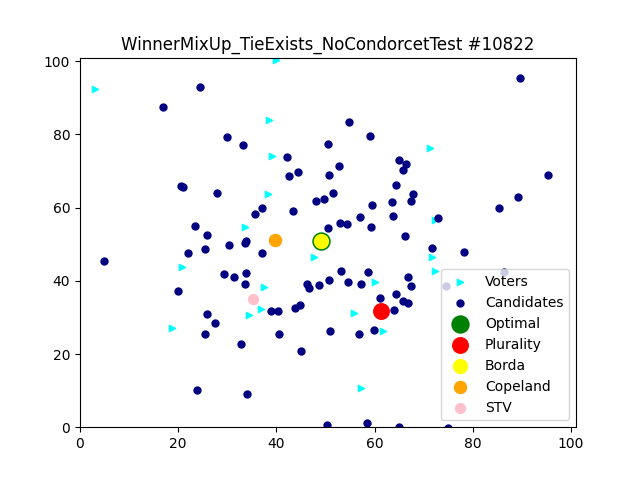 WinnerMixUp_TieExists_NoCondorcetTest #10822
100
80
60
40
20
0
0
20
40
60
80
100
Voters
Candidates
Optimal
Plurality
Borda
Copeland
STV